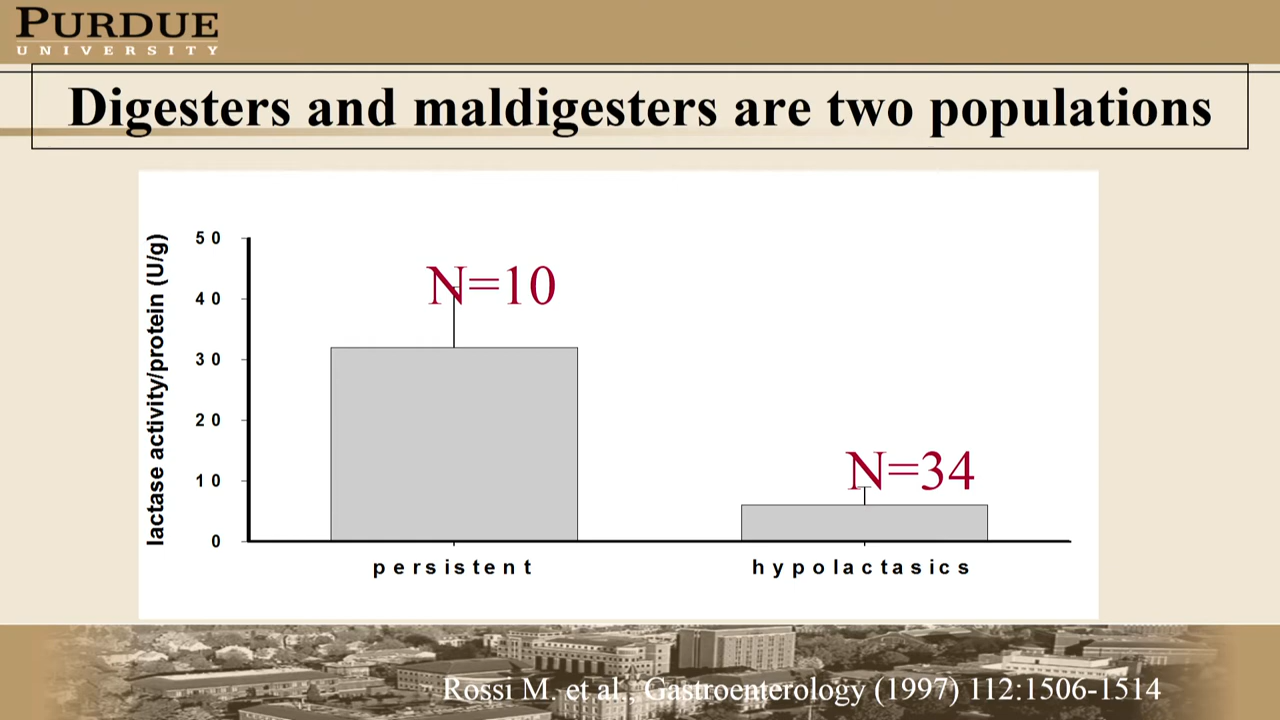 PURDUE
UNIVERSITY
Digesters and maldigesters are two populations
lactase activity/protein (U/g)
50
40
30
20
10
0
N=10
N=34
persistent
hypolactasics
Rossi M. et al., Gastroenterology (1997) 112:1506-1514